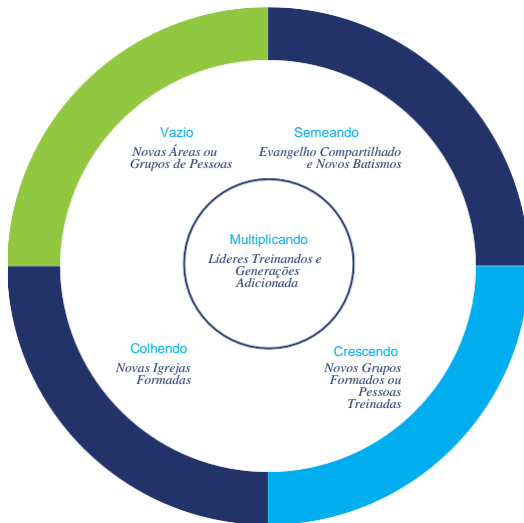 Vazio
Novas Áreas ou
Grupos de Pessoas
Semeando
Evangelho Compartilhado
e Novos Batismos
Multiplicando
Líderes Treinandos e
Generações
Adicionada
Colhendo
Novas Igrejas
Formadas
Crescendo
Novos Grupos
Formados ou
Pessoas
Treinadas